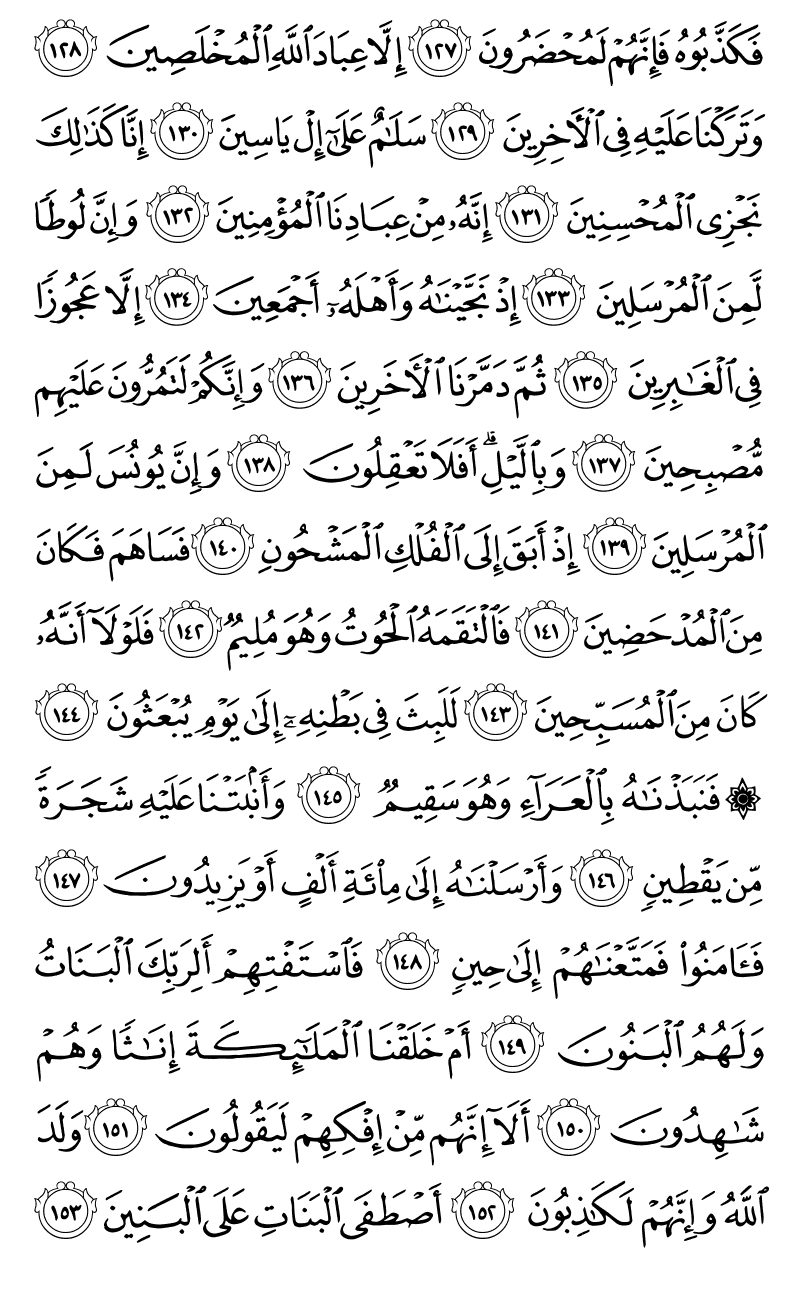 فَكَذَّبُوهُ فَإِنَّهُمْ لَمُحْضَرُونَ ١٢٧ إِلَّا عِبَادَ ٱللَّهِ ٱلْمُخْلَصِينَ ١٢٨
وَتَرَكْنَا عَلَيْهِ فِى ٱلْـَٔاخِرِينَ ١٢٩ سَلَـٰمٌ عَلَىٰٓ إِلْ يَاسِينَ ١٣٠ إِنَّا كَذَٰلِكَ
نَجْزِى ٱلْمُحْسِنِينَ ١٣١ إِنَّهُۥ مِنْ عِبَادِنَا ٱلْمُؤْمِنِينَ ١٣٢ وَإِنَّ لُوطًا
لَّمِنَ ٱلْمُرْسَلِينَ ١٣٣ إِذْ نَجَّيْنَـٰهُ وَأَهْلَهُۥٓ أَجْمَعِينَ ١٣٤ إِلَّا عَجُوزًا
فِى ٱلْغَـٰبِرِينَ ١٣٥ ثُمَّ دَمَّرْنَا ٱلْـَٔاخَرِينَ ١٣٦ وَإِنَّكُمْ لَتَمُرُّونَ عَلَيْهِم
مُّصْبِحِينَ ١٣٧ وَبِٱلَّيْلِ ۗ أَفَلَا تَعْقِلُونَ ١٣٨ وَإِنَّ يُونُسَ لَمِنَ
ٱلْمُرْسَلِينَ ١٣٩ إِذْ أَبَقَ إِلَى ٱلْفُلْكِ ٱلْمَشْحُونِ ١٤٠ فَسَاهَمَ فَكَانَ
مِنَ ٱلْمُدْحَضِينَ ١٤١ فَٱلْتَقَمَهُ ٱلْحُوتُ وَهُوَ مُلِيمٌ ١٤٢ فَلَوْلَآ أَنَّهُۥ
كَانَ مِنَ ٱلْمُسَبِّحِينَ ١٤٣ لَلَبِثَ فِى بَطْنِهِۦٓ إِلَىٰ يَوْمِ يُبْعَثُونَ ١٤٤
۞ فَنَبَذْنَـٰهُ بِٱلْعَرَآءِ وَهُوَ سَقِيمٌ ١٤٥ وَأَنۢبَتْنَا عَلَيْهِ شَجَرَةً
مِّن يَقْطِينٍ ١٤٦ وَأَرْسَلْنَـٰهُ إِلَىٰ مِا۟ئَةِ أَلْفٍ أَوْ يَزِيدُونَ ١٤٧
فَـَٔامَنُوا۟ فَمَتَّعْنَـٰهُمْ إِلَىٰ حِينٍ ١٤٨ فَٱسْتَفْتِهِمْ أَلِرَبِّكَ ٱلْبَنَاتُ
وَلَهُمُ ٱلْبَنُونَ ١٤٩ أَمْ خَلَقْنَا ٱلْمَلَـٰٓئِكَةَ إِنَـٰثًا وَهُمْ
شَـٰهِدُونَ ١٥٠ أَلَآ إِنَّهُم مِّنْ إِفْكِهِمْ لَيَقُولُونَ ١٥١ وَلَدَ
ٱللَّهُ وَإِنَّهُمْ لَكَـٰذِبُونَ ١٥٢ أَصْطَفَى ٱلْبَنَاتِ عَلَى ٱلْبَنِينَ ١٥٣